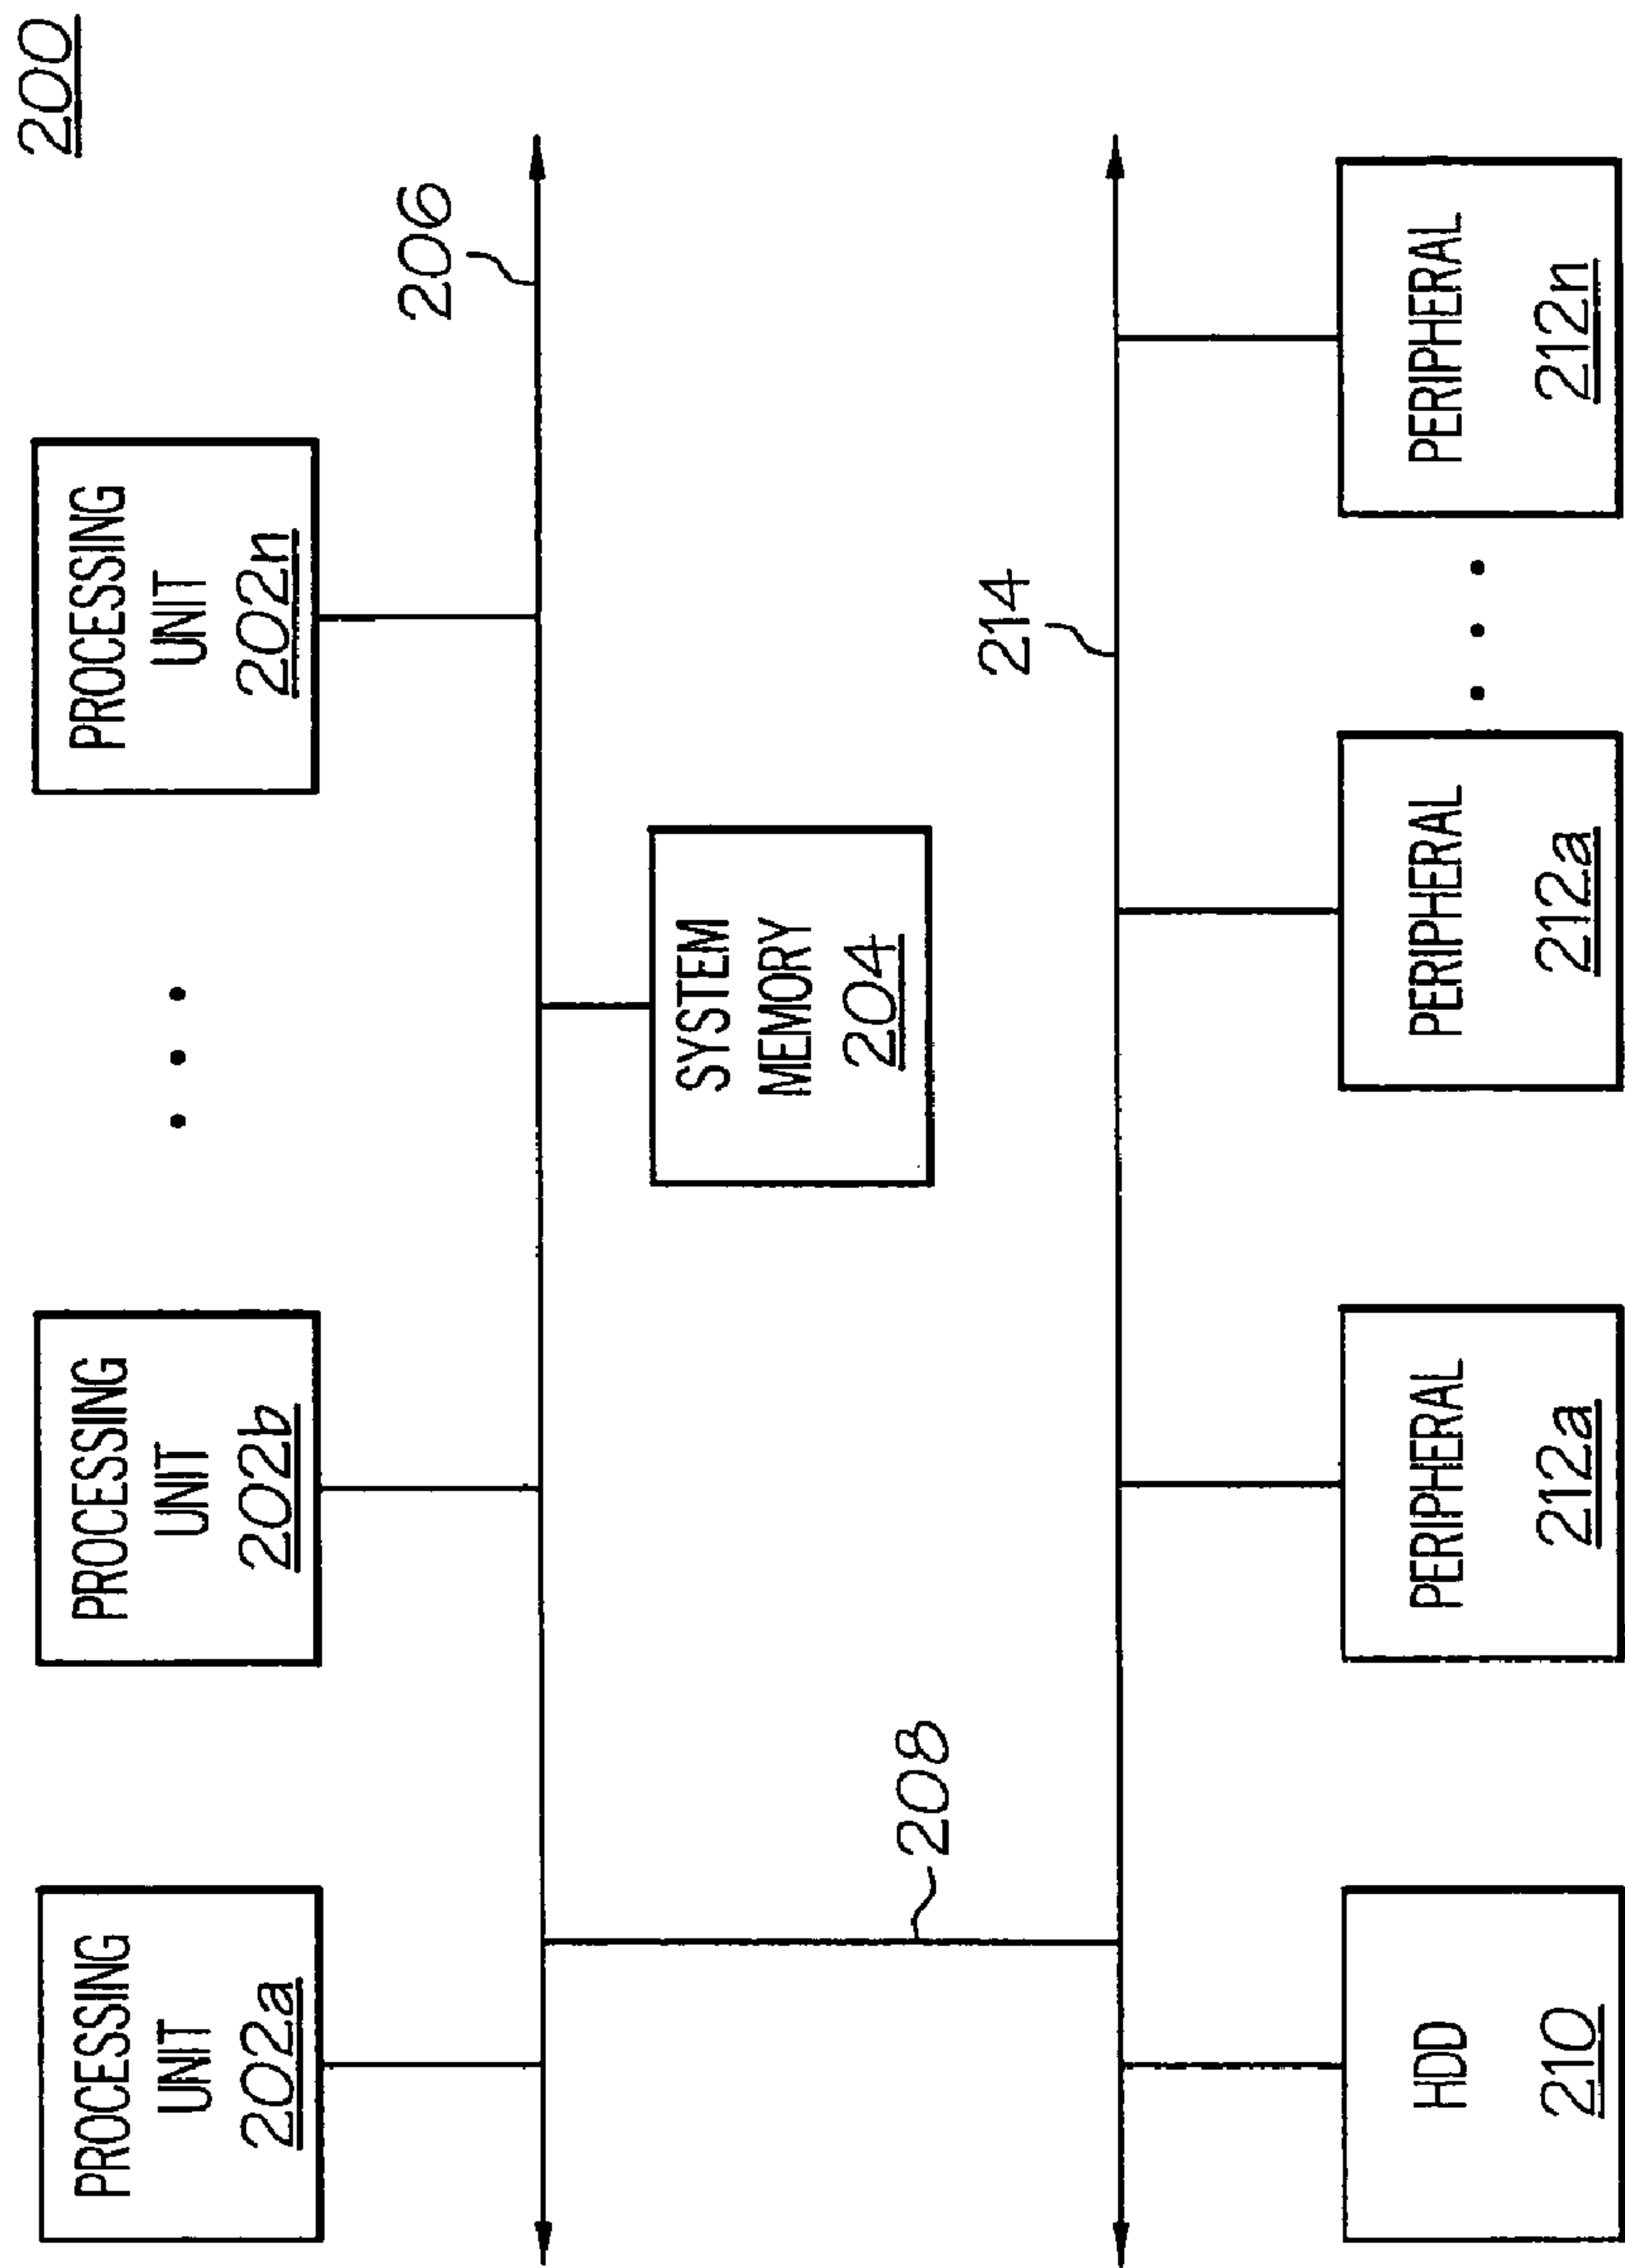 200
PROCESSING
UNIT
202a
PROCESSING
UNIT
202b
PROCESSING
UNIT
202n
206
SYSTEM
MEMORY
204
208
214
HDD
210
PERIPHERAL
212a
PERIPHERAL
212a
PERIPHERAL
212n